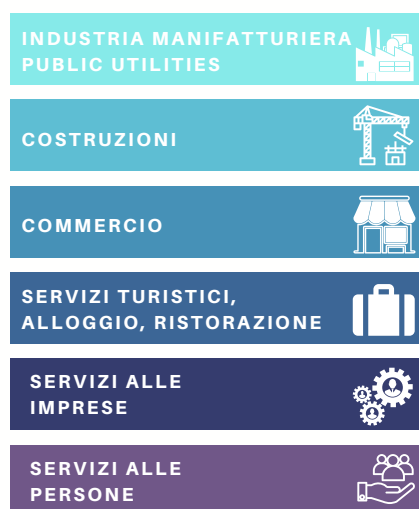 INDUSTRIA MANIFATTURIERA
PUBLIC UTILITIES
COSTRUZIONI
COMMERCIO
SERVIZI TURISTICI,
ALLOGGIO, RISTORAZIONE
SERVIZI ALLE
IMPRESE
SERVIZI ALLE
PERSONE